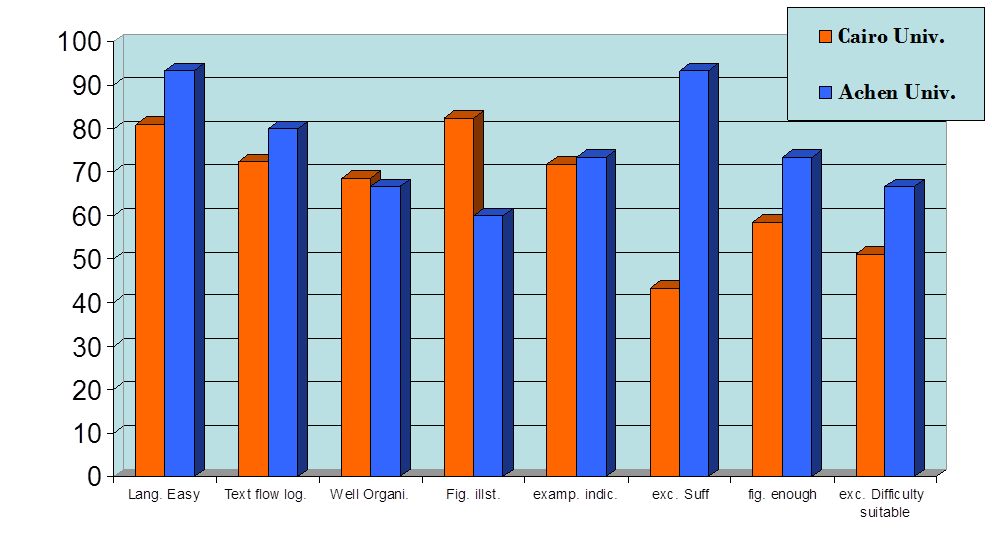 Cairo Univ.
Achen Univ.
100
90
80
70
60
50
40
30
20
10
0
Lang. Easy
Text flow log.
Well Organi.
Fig. illst.
examp. indic.
exc. Suff
fig. enough
exc. Difficulty
suitable